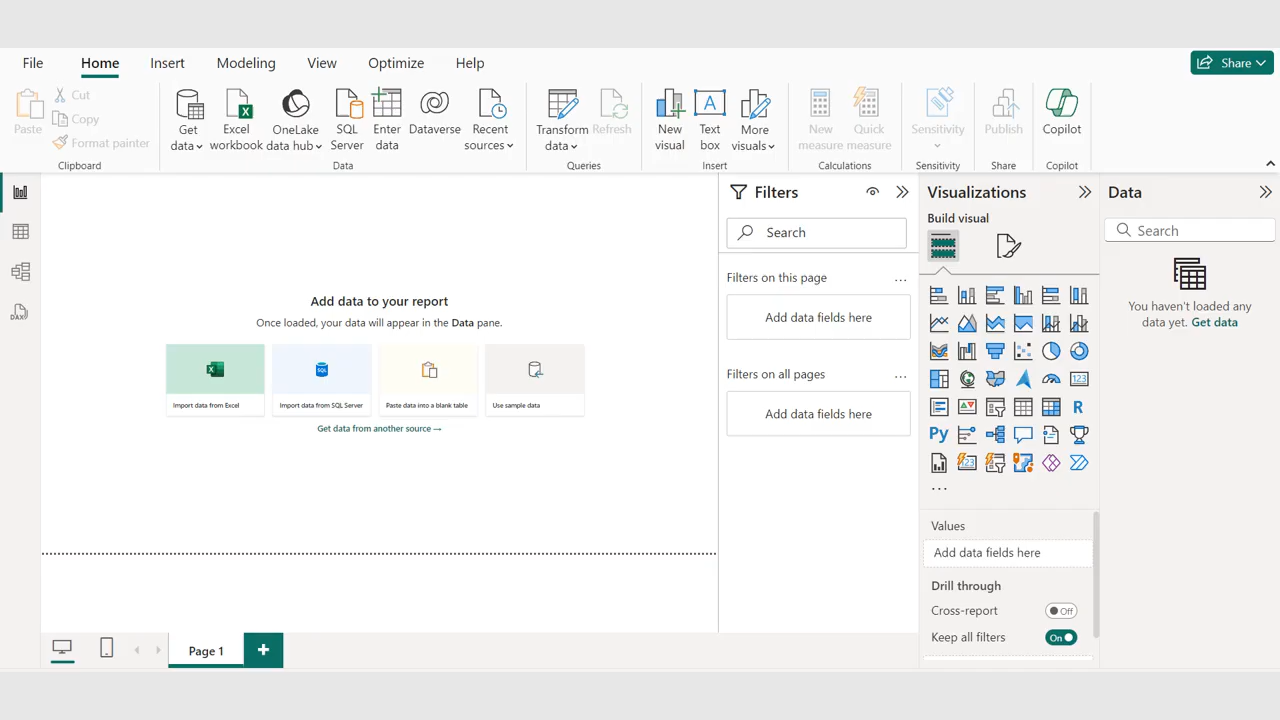 File Home Insert Modeling View Optimize Help Share
Paste
Cut
Copy
Format painter
Clipboard
Get data
Excel workbook
OneLake data hub
SQL Server
Enter data
Dataverse
Recent sources
Data
Transform data
Refresh
Queries
New visual
Text box
More visuals
Insert
New measure
Quick measure
Calculations
Sensitivity
Sensitivity
Publish
Share
Copilot
Copilot
DAX
Add data to your report
Once loaded, your data will appear in the Data pane.
Import data from Excel
SQL
Import data from SQL Server
Paste data into a blank table
Use sample data
Get data from another source →
Filters
Search
Filters on this page
...
Add data fields here
Filters on all pages
...
Add data fields here
Visualizations
Build visual
123
R
Py
123
...
Values
Add data fields here
Drill through
Cross-report Off
Keep all filters On
Data
Search
You haven't loaded any
data yet. Get data
Page 1
+